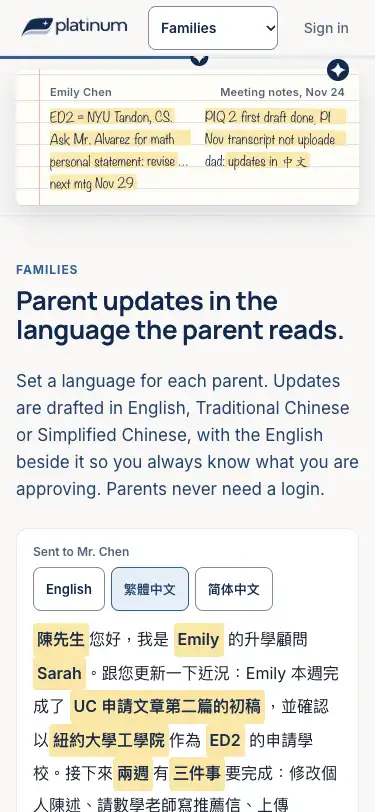 platinum
Families
Sign in
Emily Chen
Meeting notes, Nov 24
ED2 = NYU Tandon, CS.
Ask Mr. Alvarez for math
personal statement: revise ...
next mtg Nov 29
PIQ 2 first draft done, PI
Nov transcript not uploade
dad: updates in 中文
FAMILIES
Parent updates in the
language the parent reads.
Set a language for each parent. Updates
are drafted in English, Traditional Chinese
or Simplified Chinese, with the English
beside it so you always know what you are
approving. Parents never need a login.
Sent to Mr. Chen
English
繁體中文
简体中文
陳先生您好，我是 Emily 的升學顧問
Sarah。跟您更新一下近況：Emily 本週完
成了 UC 申請文章第二篇的初稿，並確認
以紐約大學工學院作為 ED2 的申請學
校。接下來兩週有三件事要完成：修改個
人陳述、請數學老師寫推薦信、上傳